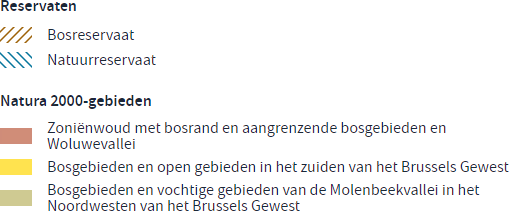 Reservaten
Bosreservaat
Natuurreservaat
Natura 2000-gebieden
Zoniënwoud met bosrand en aangrenzende bosgebieden en
Woluwevallei
Bosgebieden en open gebieden in het zuiden van het Brussels Gewest
Bosgebieden en vochtige gebieden van de Molenbeekvallei in het
Noordwesten van het Brussels Gewest